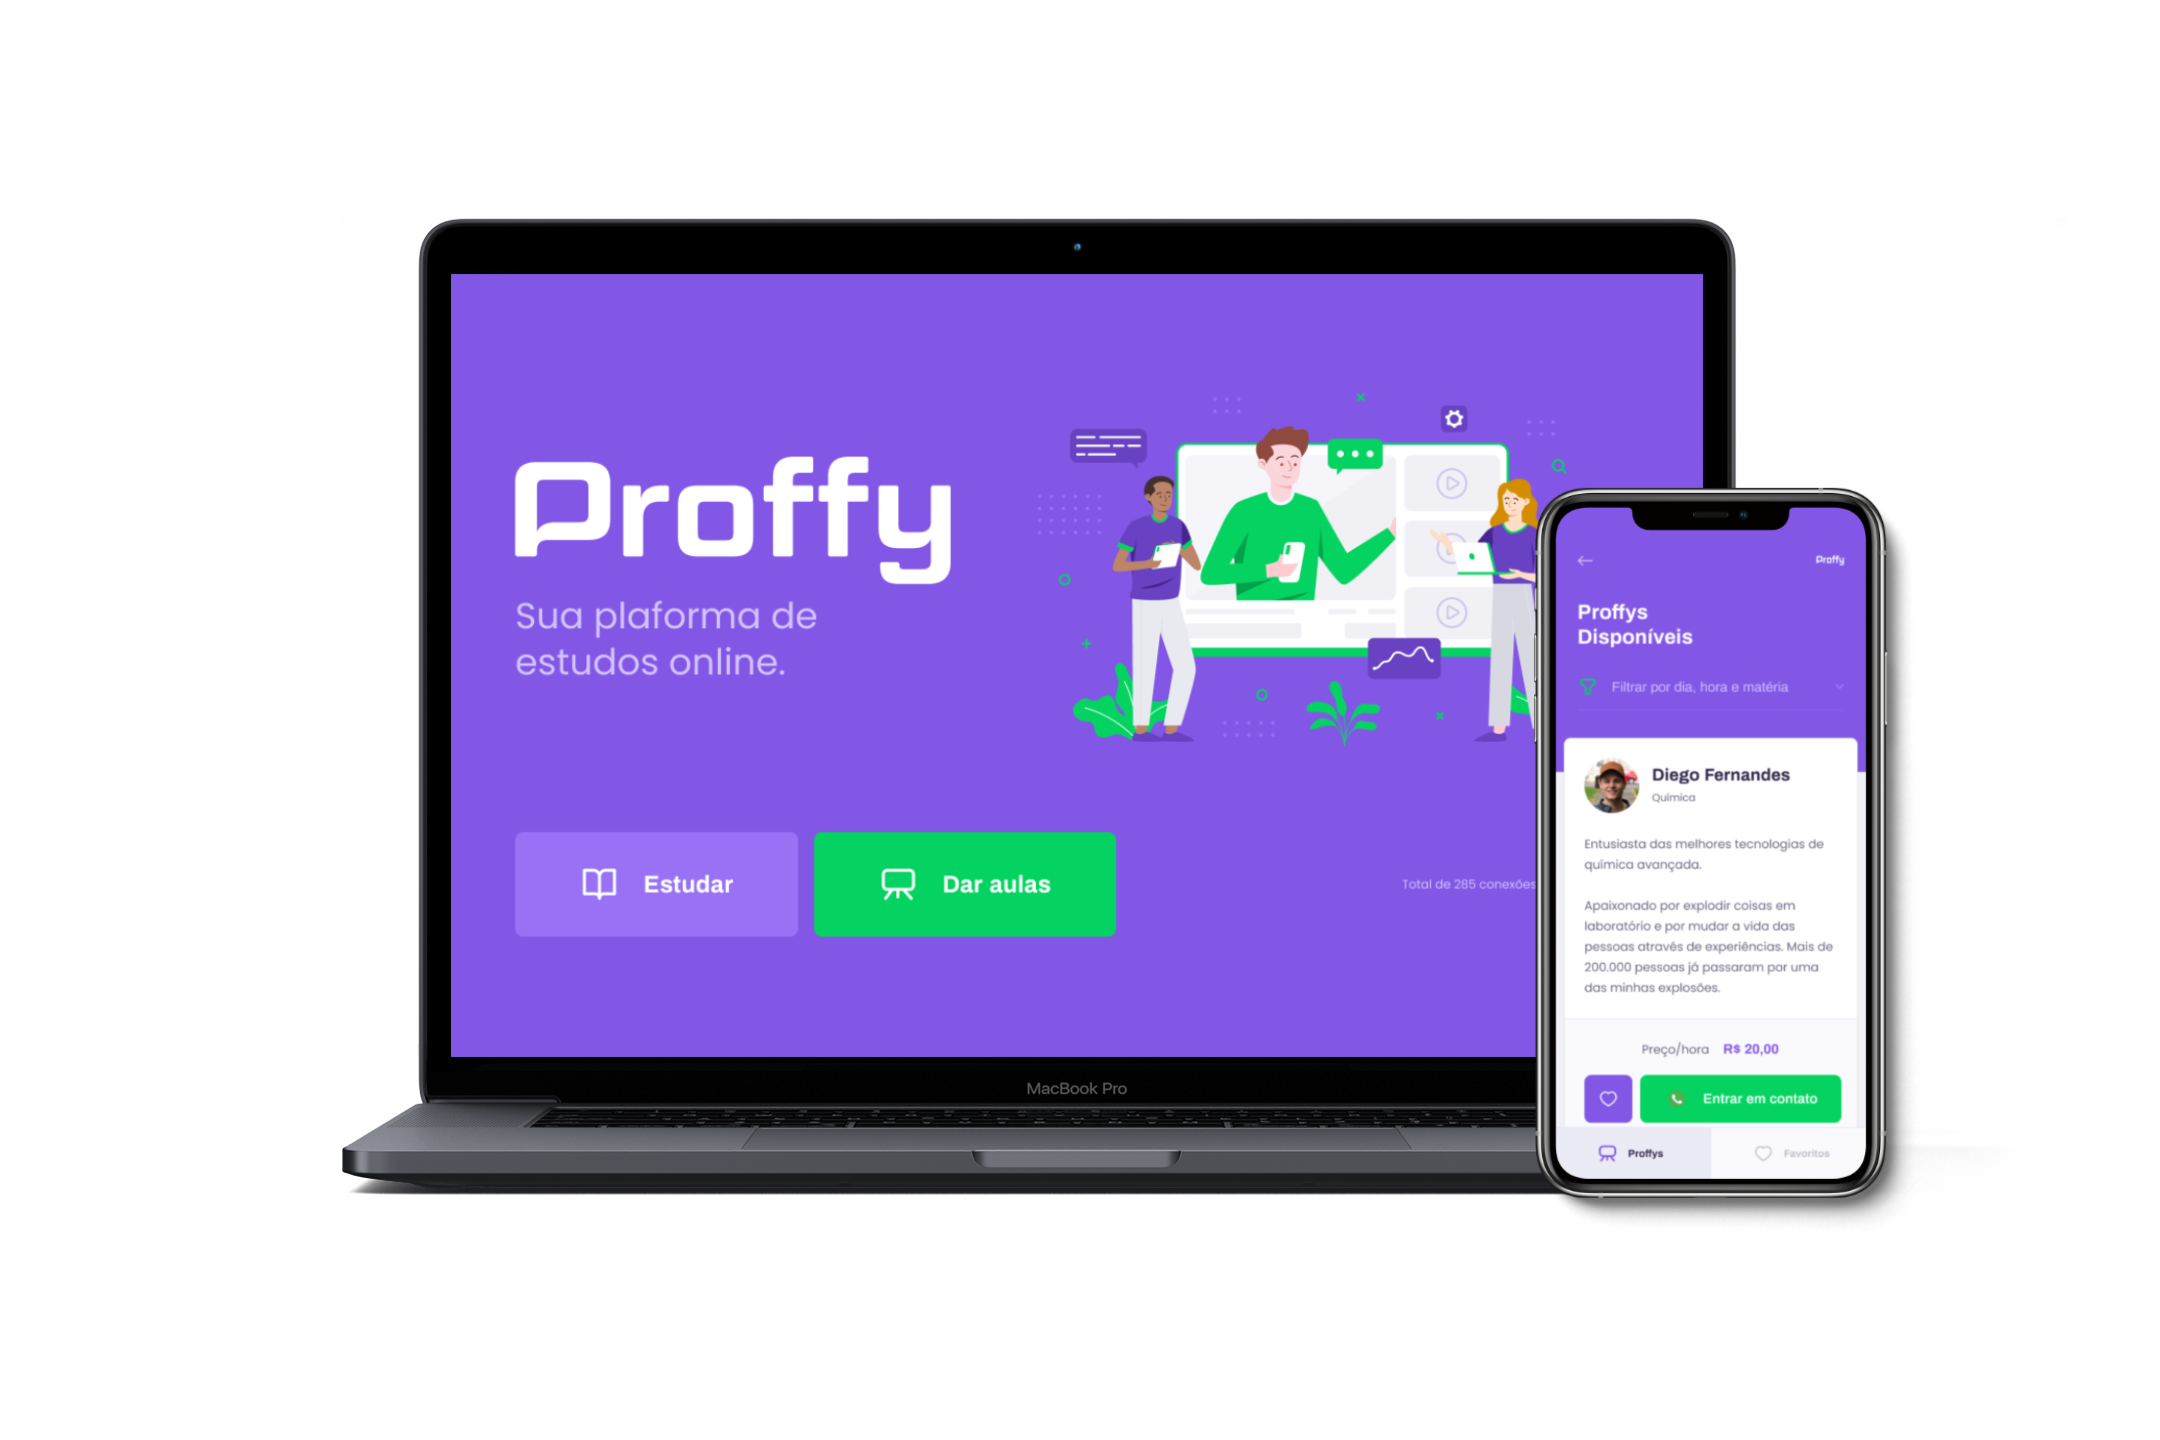 Proffy
Sua plaforma de
estudos online.
Estudar
Dar aulas
Total de 285 conexões
MacBook Pro
Proffy
Proffys
Disponíveis
Filtrar por dia, hora e matéria
Diego Fernandes
Química
Entusiasta das melhores tecnologias de
química avançada.
Apaixonado por explodir coisas em
laboratório e por mudar a vida das
pessoas através de experiências. Mais de
200.000 pessoas já passaram por uma
das minhas explosões.
Preço/hora R$ 20,00
Entrar em contato
Proffys
Favoritos